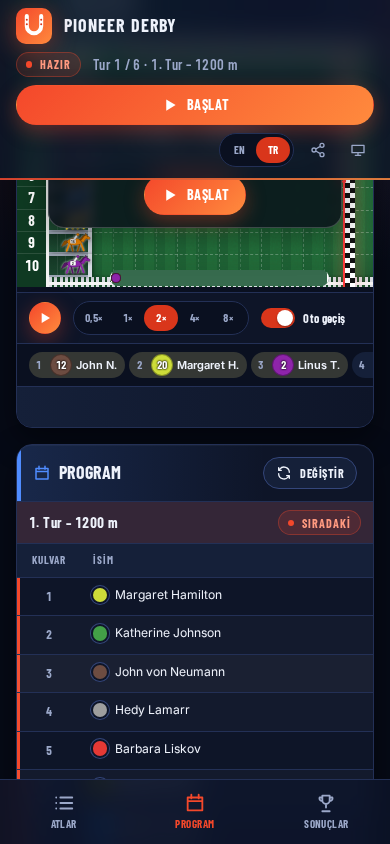 PIONEER DERBY
HAZIR Tur 1 / 6 · 1. Tur – 1200 m
BAŞLAT
EN TR
7
BAŞLAT
8
9
10
0,5× 1× 2× 4× 8× Oto geçiş
1 12 John N. 2 20 Margaret H. 3 2 Linus T. 4
PROGRAM DEĞİŞTİR
1. Tur – 1200 m SIRADAKİ
KULVAR İSİM
1 Margaret Hamilton
2 Katherine Johnson
3 John von Neumann
4 Hedy Lamarr
5 Barbara Liskov
ATLAR PROGRAM SONUÇLAR